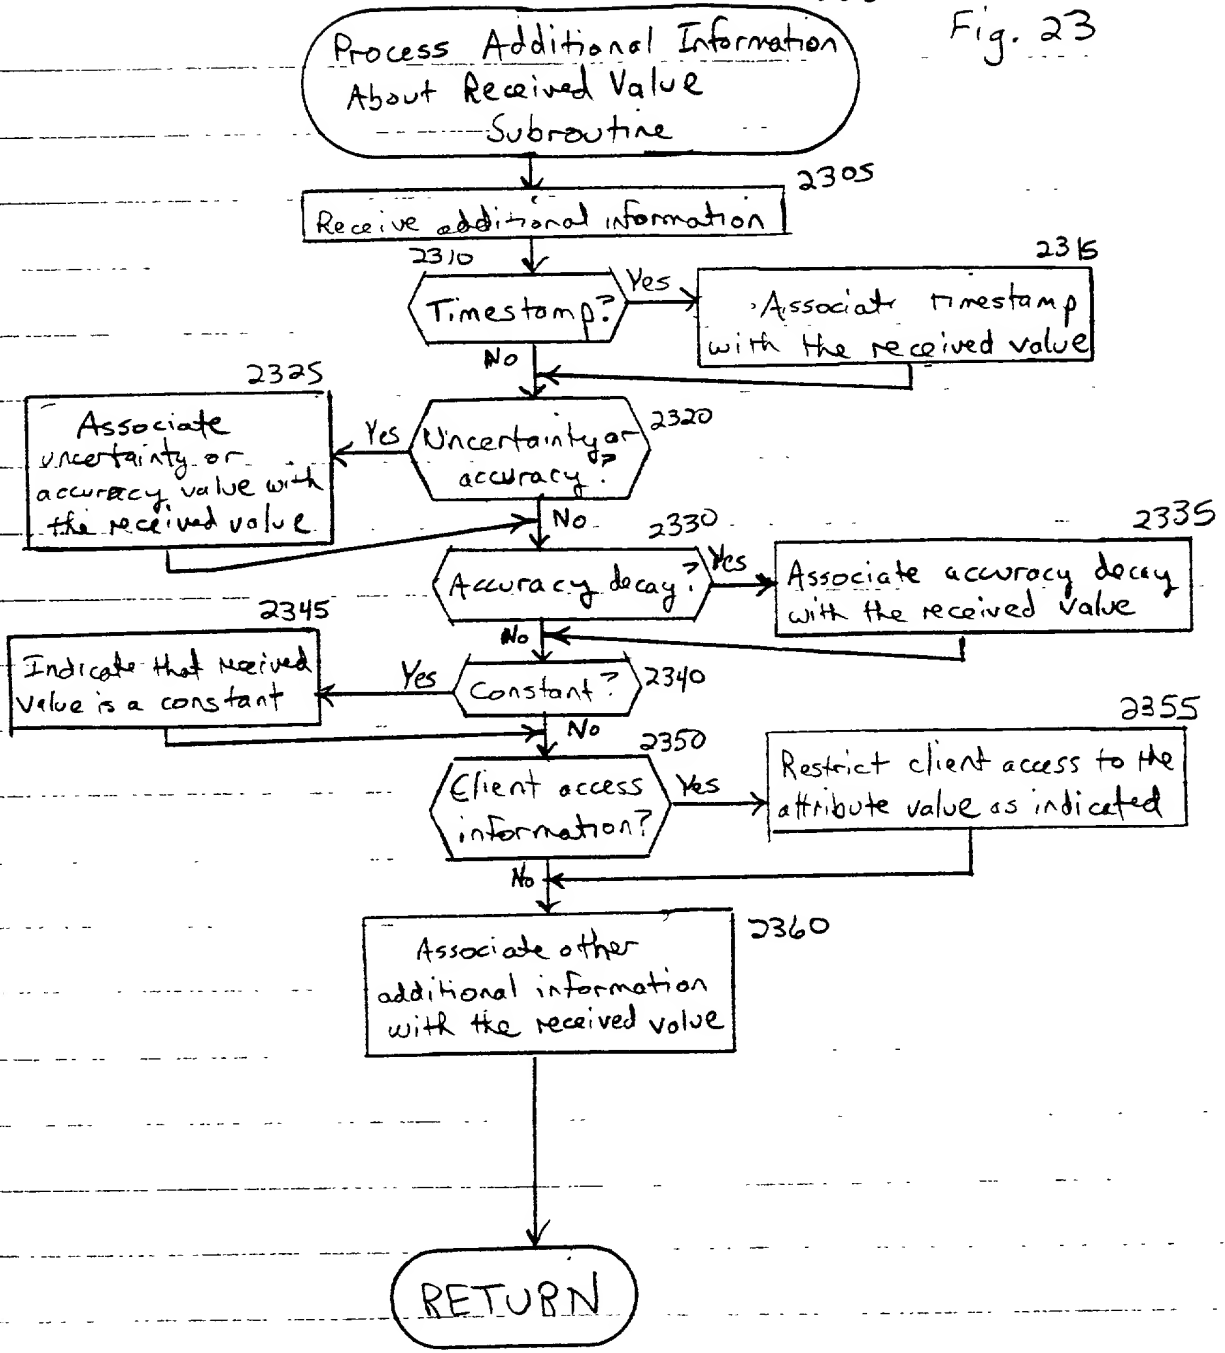 Fig. 23
Process Additional Information
About Received Value
Subroutine
2305
Receive additional information
2310
Timestamp?
Yes
2315
Associate timestamp
with the received value
No
2325
Associate
uncertainty or
accuracy value with
the received value
Yes
Uncertainty or
accuracy?
2320
No
2330
Accuracy decay?
Yes
2335
Associate accuracy decay
with the received value
No
2345
Indicate that received
value is a constant
Yes
Constant?
2340
No
2350
Client access
information?
Yes
2355
Restrict client access to the
attribute value as indicated
No
2360
Associate other
additional information
with the received value
RETURN